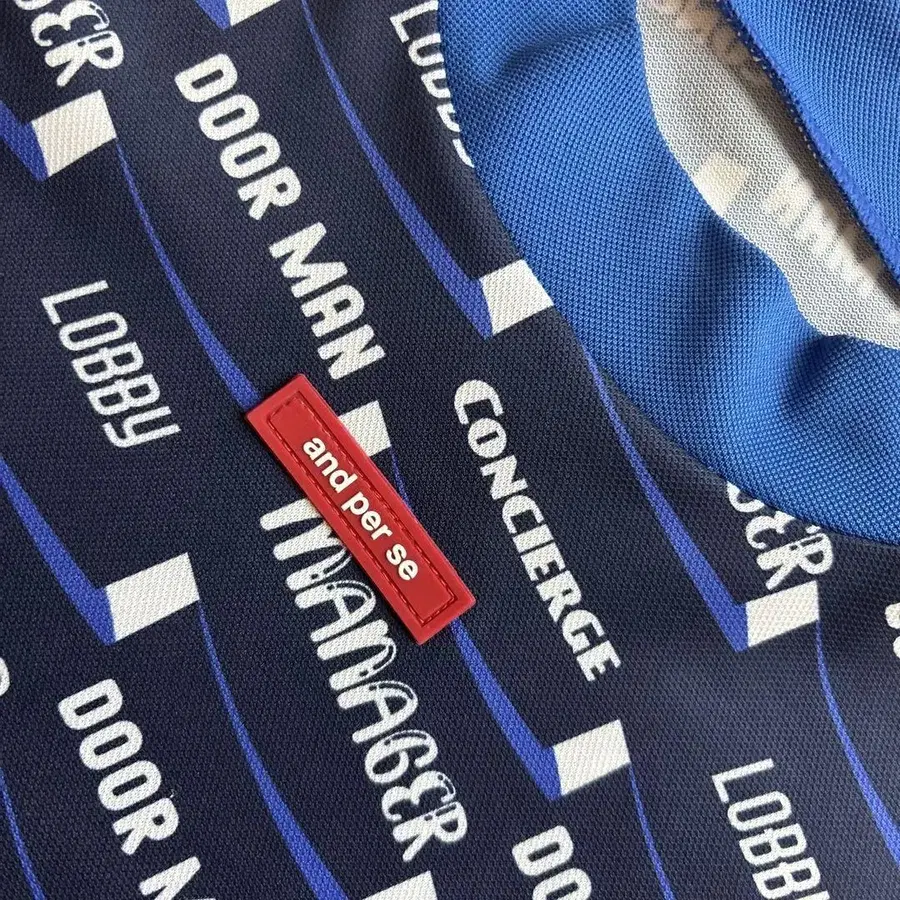 DOOR MAN
LOBBY
CONCIERGE
and per se
MANAGER
DOOR
LOBBY